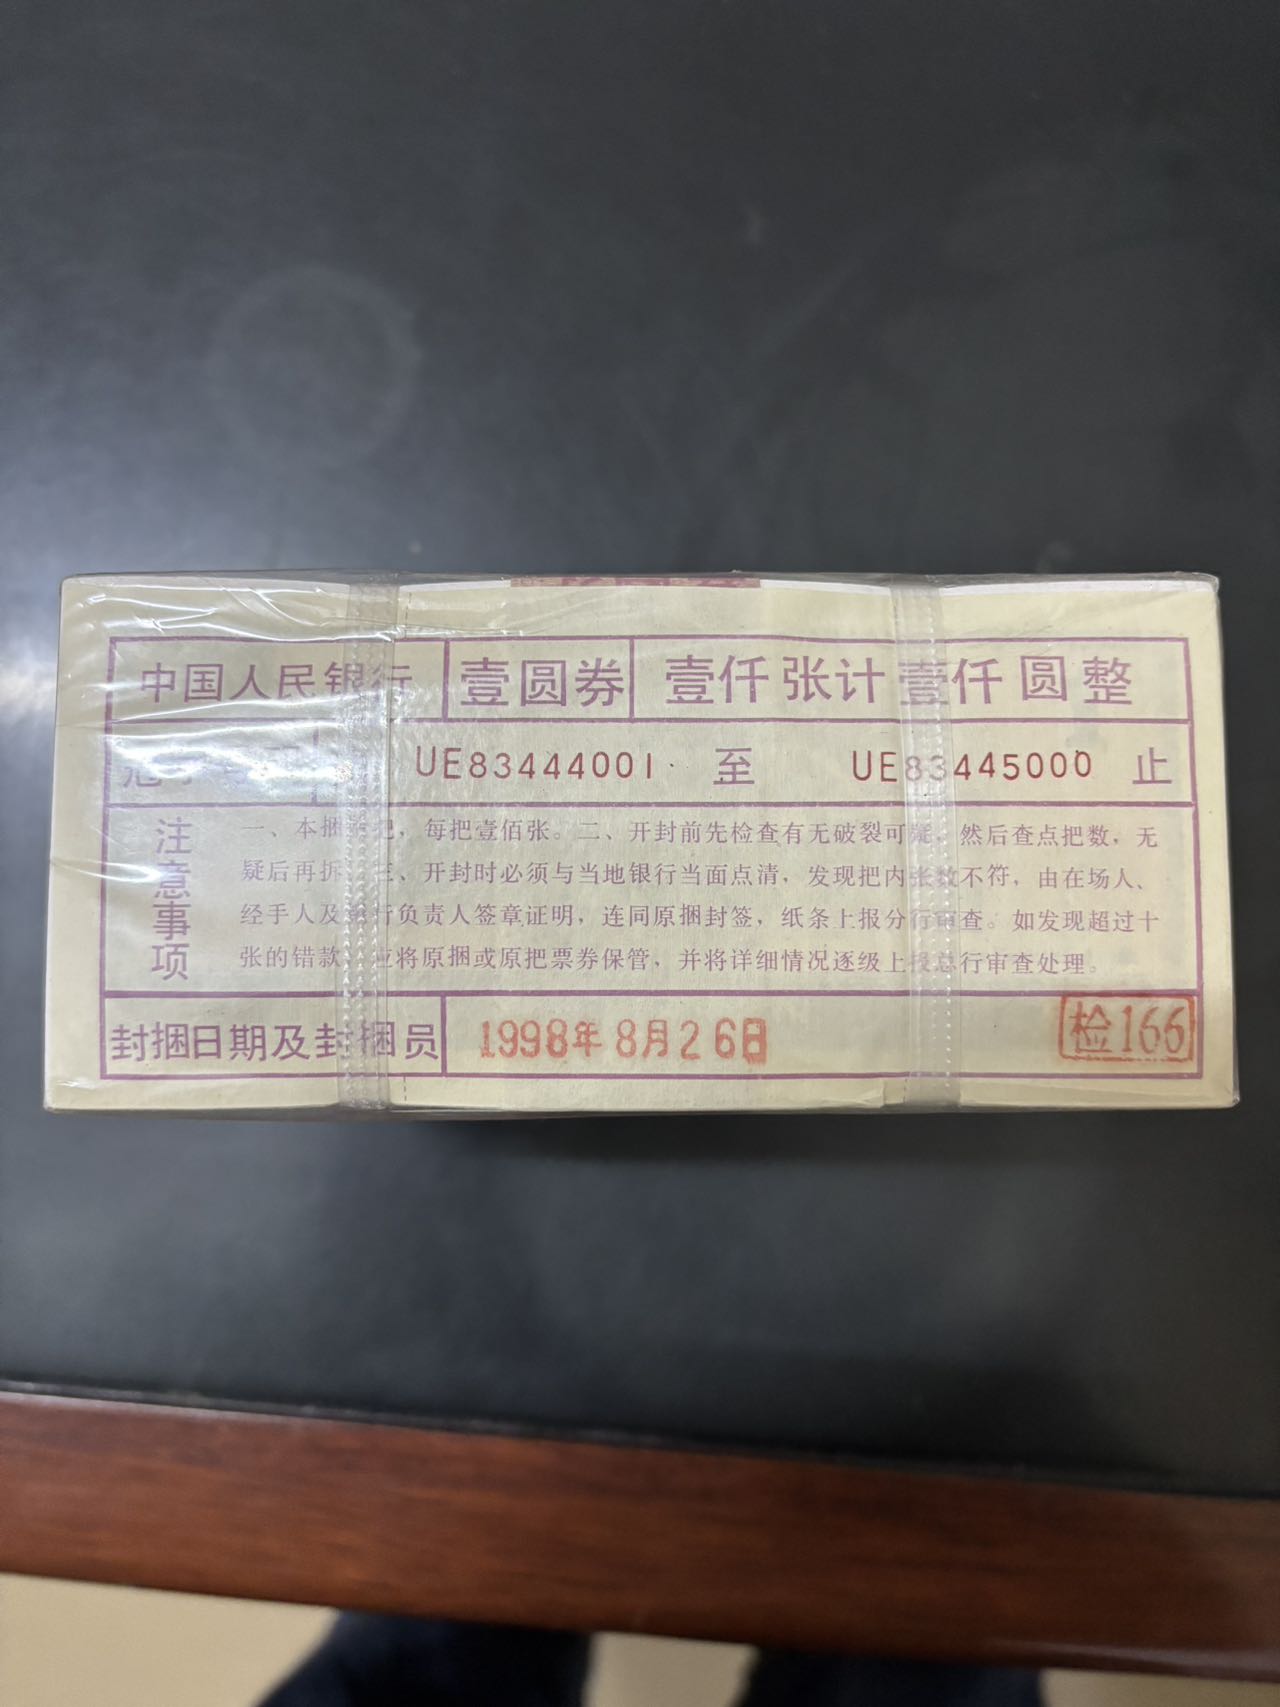 中国人民银行 壹圆券 壹仟张计壹仟圆整
UE83444001 至 UE83445000 止
注意事项
一、本捆 把，每把壹佰张。二、开封前先检查有无破裂可疑，然后查点把数，无
疑后再拆 三、开封时必须与当地银行当面点清，发现把内张数不符，由在场人、
经手人及 行负责人签章证明，连同原捆封签，纸条上报分行审查。如发现超过十
张的错款 应将原捆或原把票券保管，并将详细情况逐级上报总行审查处理。
封捆日期及封捆员 1998年8月26日 检166